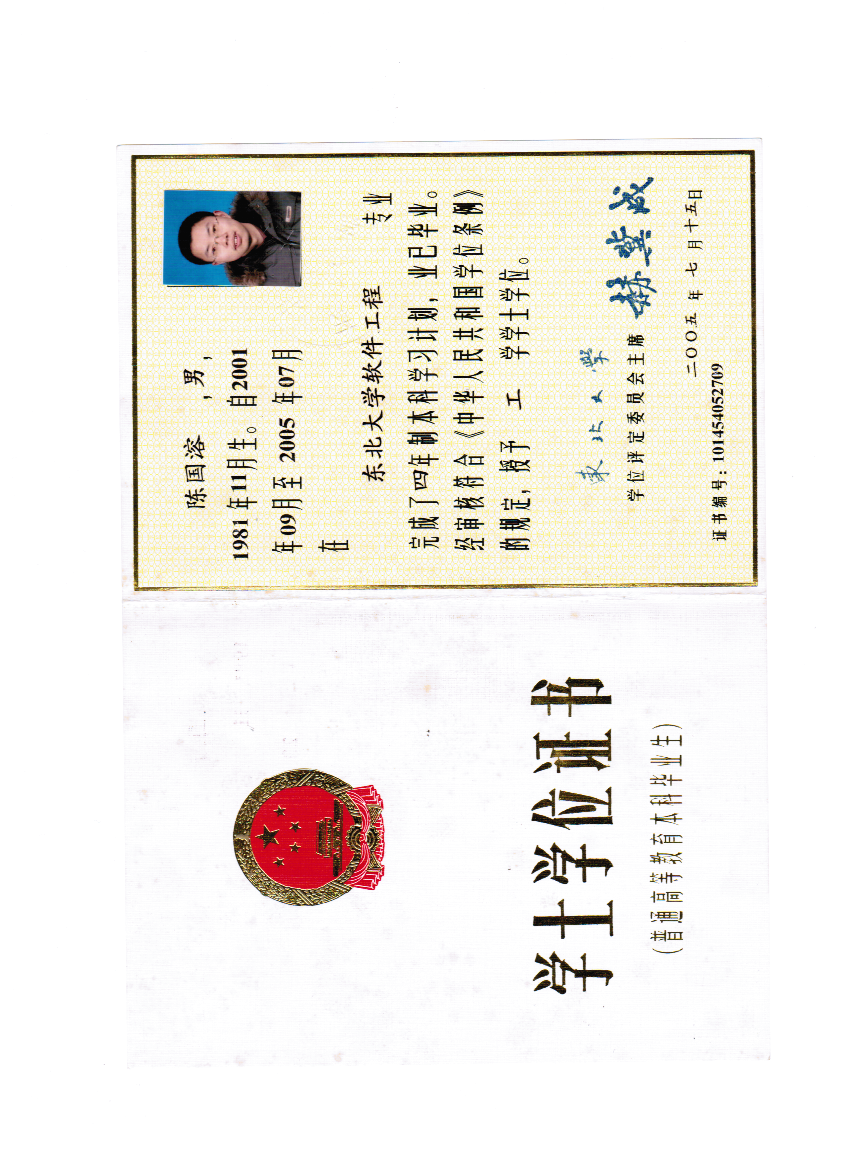 学士学位证书
(普通高等教育本科毕业生)
陈国溶 ,男,
1981年11月生。自2001
年09月至 2005 年07月
在
东北大学软件工程 专业
完成了四年制本科学习计划,业已毕业。
经审核符合《中华人民共和国学位条例》
的规定,授予 工 学学士学位。
東北大學
学位评定委员会主席 赫冀成
二〇〇五年 七月十五日
证书编号:101454052709